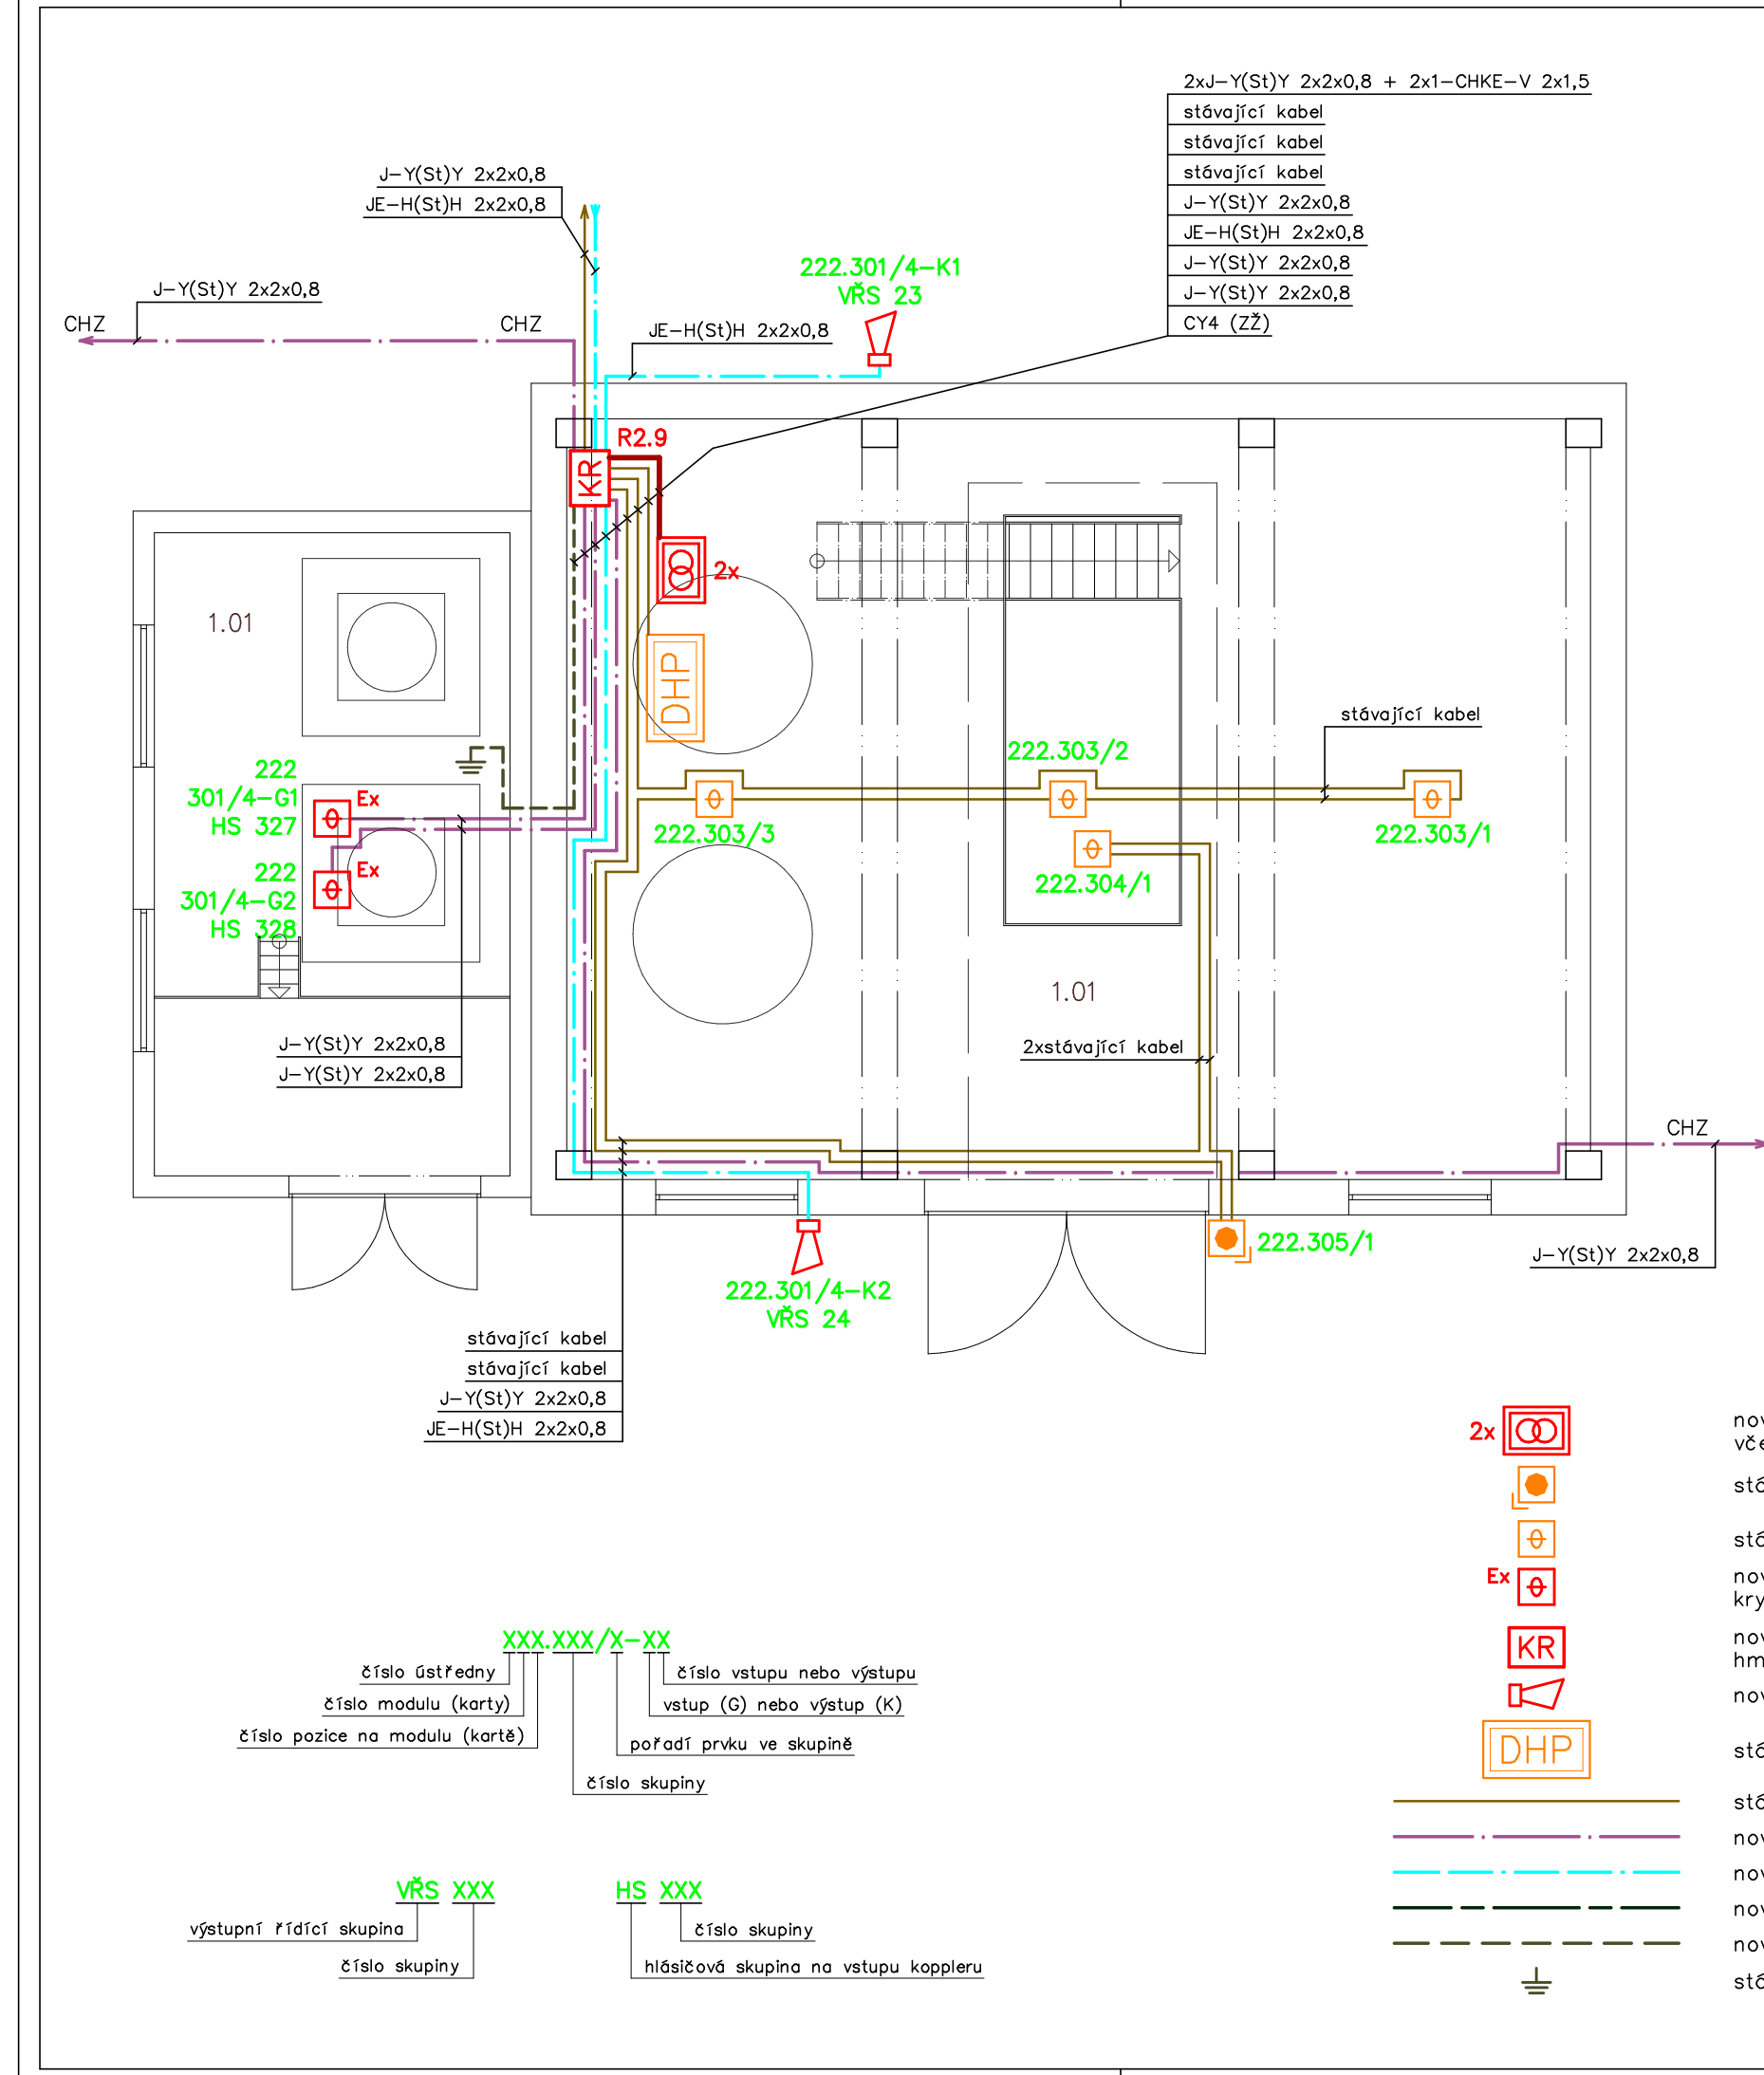 2xJ-Y(St)Y 2x2x0,8 + 2x1-CHKE-V 2x1,5
stávající kabel
stávající kabel
stávající kabel
J-Y(St)Y 2x2x0,8
JE-H(St)H 2x2x0,8
J-Y(St)Y 2x2x0,8
J-Y(St)Y 2x2x0,8
CY4 (ZŽ)
J-Y(St)Y 2x2x0,8
JE-H(St)H 2x2x0,8
J-Y(St)Y 2x2x0,8
CHZ
CHZ
222.301/4-K1
VŘS 23
JE-H(St)H 2x2x0,8
R2.9
KR
2x
1.01
DHP
stávající kabel
222.303/2
222
301/4-G1
HS 327
Ex
222.303/3
222.303/1
222
301/4-G2
HS 328
Ex
222.304/1
1.01
J-Y(St)Y 2x2x0,8
J-Y(St)Y 2x2x0,8
2xstávající kabel
CHZ
222.305/1
J-Y(St)Y 2x2x0,8
222.301/4-K2
VŘS 24
stávající kabel
stávající kabel
J-Y(St)Y 2x2x0,8
JE-H(St)H 2x2x0,8
2x
Ex
KR
DHP
XXX.XXX/X-XX
číslo ústředny
číslo modulu (karty)
číslo pozice na modulu (kartě)
číslo vstupu nebo výstupu
vstup (G) nebo výstup (K)
pořadí prvku ve skupině
číslo skupiny
VŘS XXX
výstupní řídící skupina
číslo skupiny
HS XXX
číslo skupiny
hlásičová skupina na vstupu koppleru